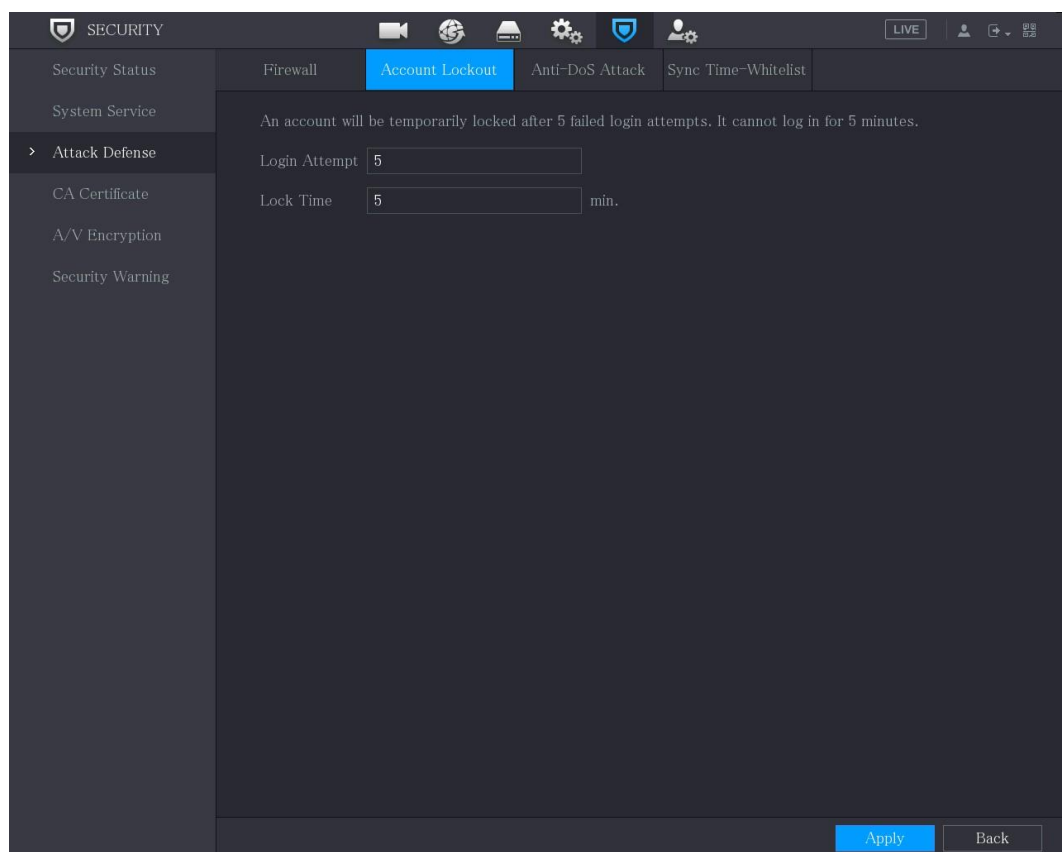 SECURITY
LIVE
Security Status
System Service
Attack Defense
CA Certificate
A/V Encryption
Security Warning
Firewall Account Lockout Anti-DoS Attack Sync Time-Whitelist
An account will be temporarily locked after 5 failed login attempts. It cannot log in for 5 minutes.
Login Attempt 5
Lock Time 5 min.
Apply Back